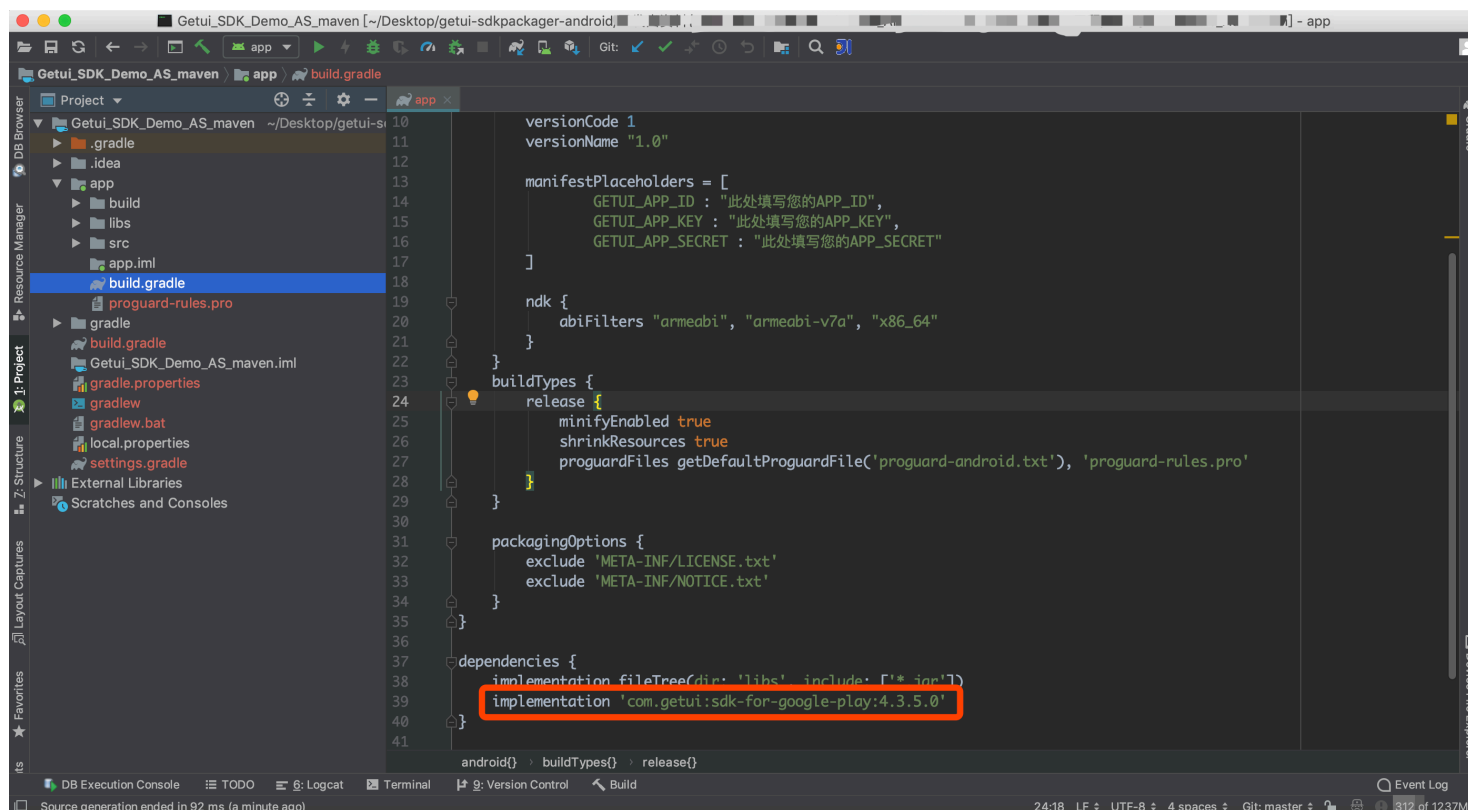 Getui_SDK_Demo_AS_maven [~/Desktop/getui-sdkpackager-android, ] - app
app
Git:
Getui_SDK_Demo_AS_maven app build.gradle
Project
app
Getui_SDK_Demo_AS_maven ~/Desktop/getui-s
.gradle
.idea
app
build
libs
src
app.iml
build.gradle
proguard-rules.pro
gradle
build.gradle
Getui_SDK_Demo_AS_maven.iml
gradle.properties
gradlew
gradlew.bat
local.properties
settings.gradle
External Libraries
Scratches and Consoles
DB Browser
Resource Manager
1: Project
7: Structure
Layout Captures
Favorites
10 versionCode 1
11 versionName "1.0"
12
13 manifestPlaceholders = [
14 GETUI_APP_ID : "此处填写您的APP_ID",
15 GETUI_APP_KEY : "此处填写您的APP_KEY",
16 GETUI_APP_SECRET : "此处填写您的APP_SECRET"
17 ]
18
19 ndk {
20 abiFilters "armeabi", "armeabi-v7a", "x86_64"
21 }
22 }
23 buildTypes {
24 release {
25 minifyEnabled true
26 shrinkResources true
27 proguardFiles getDefaultProguardFile('proguard-android.txt'), 'proguard-rules.pro'
28 }
29 }
30
31 packagingOptions {
32 exclude 'META-INF/LICENSE.txt'
33 exclude 'META-INF/NOTICE.txt'
34 }
35 }
36
37 dependencies {
38 implementation fileTree(dir: 'libs', include: ['*.jar'])
39 implementation 'com.getui:sdk-for-google-play:4.3.5.0'
40 }
41
android{} › buildTypes{} › release{}
DB Execution Console TODO 6: Logcat Terminal 9: Version Control Build Event Log
Source generation ended in 92 ms (a minute ago) 24:18 LF UTF-8 4 spaces Git: master 312 of 1237M